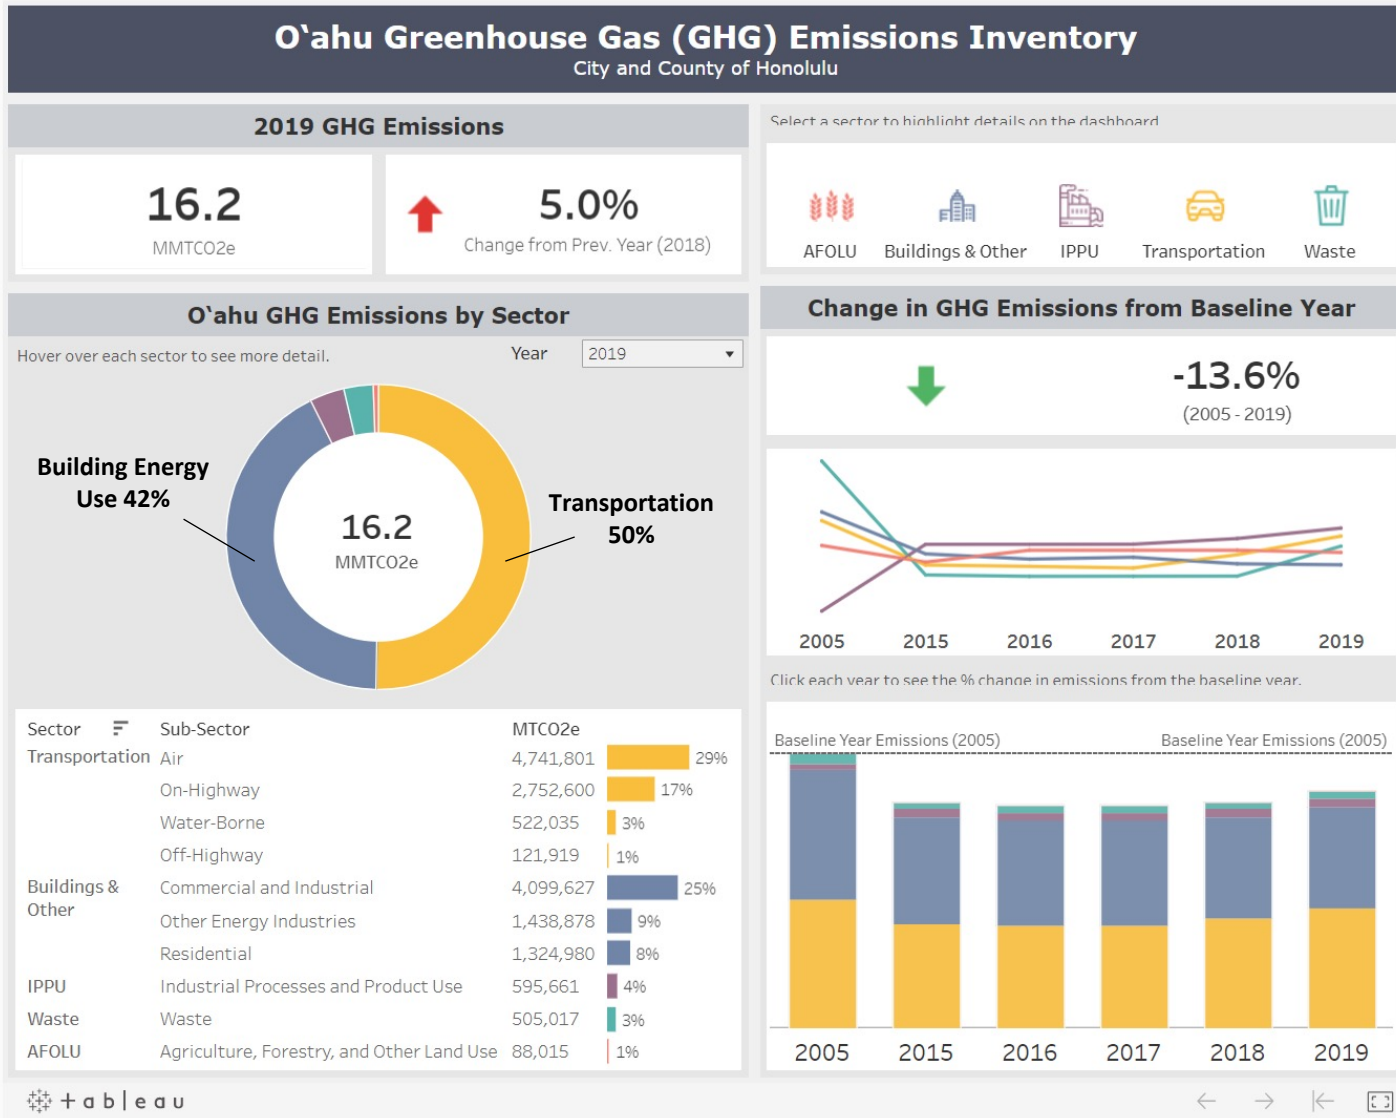 O‘ahu Greenhouse Gas (GHG) Emissions Inventory
City and County of Honolulu
2019 GHG Emissions
16.2
MMTCO2e
5.0%
Change from Prev. Year (2018)
Select a sector to highlight details on the dashboard
AFOLU Buildings & Other IPPU Transportation Waste
O‘ahu GHG Emissions by Sector
Hover over each sector to see more detail.
Year 2019
Building Energy
Use 42%
16.2
MMTCO2e
Transportation
50%
Sector Sub-Sector MTCO2e
Transportation Air 4,741,801 29%
On-Highway 2,752,600 17%
Water-Borne 522,035 3%
Off-Highway 121,919 1%
Buildings & Other Commercial and Industrial 4,099,627 25%
Other Energy Industries 1,438,878 9%
Residential 1,324,980 8%
IPPU Industrial Processes and Product Use 595,661 4%
Waste Waste 505,017 3%
AFOLU Agriculture, Forestry, and Other Land Use 88,015 1%
Change in GHG Emissions from Baseline Year
-13.6%
(2005 - 2019)
2005 2015 2016 2017 2018 2019
Click each year to see the % change in emissions from the baseline year.
Baseline Year Emissions (2005) Baseline Year Emissions (2005)
2005 2015 2016 2017 2018 2019
+ a b | e a u